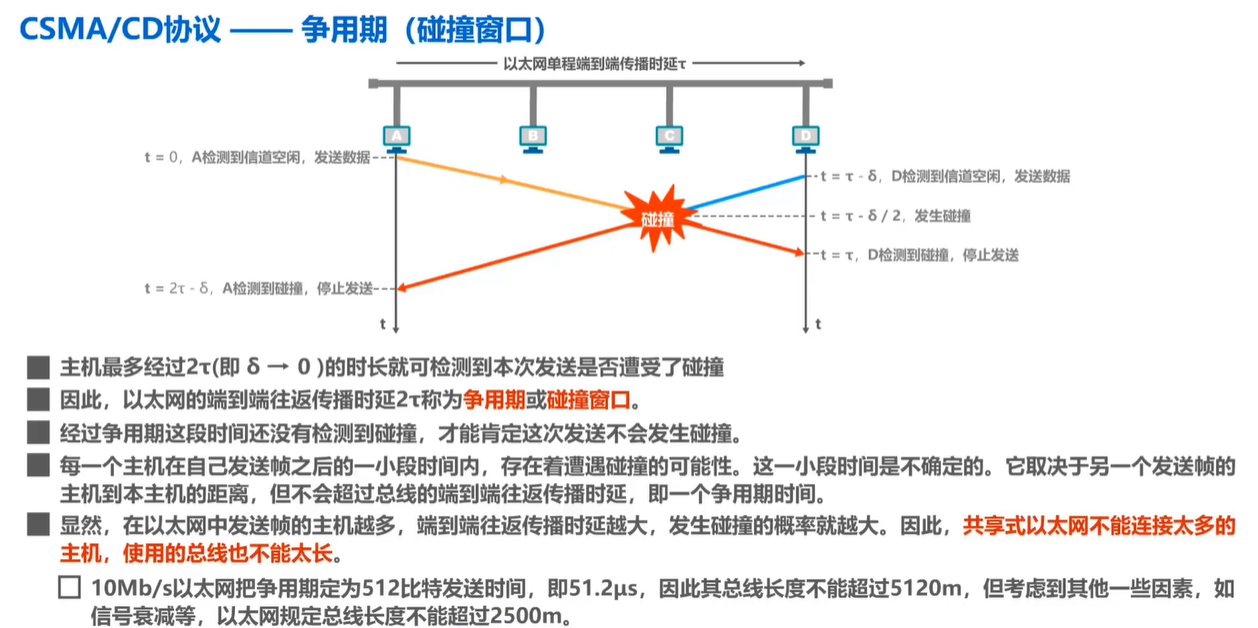 CSMA/CD协议 —— 争用期（碰撞窗口）
以太网单程端到端传播时延τ
A
B
C
D
t = 0，A检测到信道空闲，发送数据
t = τ - δ，D检测到信道空闲，发送数据
碰撞
t = τ - δ / 2，发生碰撞
t = τ，D检测到碰撞，停止发送
t = 2τ - δ，A检测到碰撞，停止发送
t
t
主机最多经过2τ(即 δ → 0 )的时长就可检测到本次发送是否遭受了碰撞
因此，以太网的端到端往返传播时延2τ称为争用期或碰撞窗口。
经过争用期这段时间还没有检测到碰撞，才能肯定这次发送不会发生碰撞。
每一个主机在自己发送帧之后的一小段时间内，存在着遭遇碰撞的可能性。这一小段时间是不确定的。它取决于另一个发送帧的
主机到本主机的距离，但不会超过总线的端到端往返传播时延，即一个争用期时间。
显然，在以太网中发送帧的主机越多，端到端往返传播时延越大，发生碰撞的概率就越大。因此，共享式以太网不能连接太多的
主机，使用的总线也不能太长。
10Mb/s以太网把争用期定为512比特发送时间，即51.2μs，因此其总线长度不能超过5120m，但考虑到其他一些因素，如
信号衰减等，以太网规定总线长度不能超过2500m。